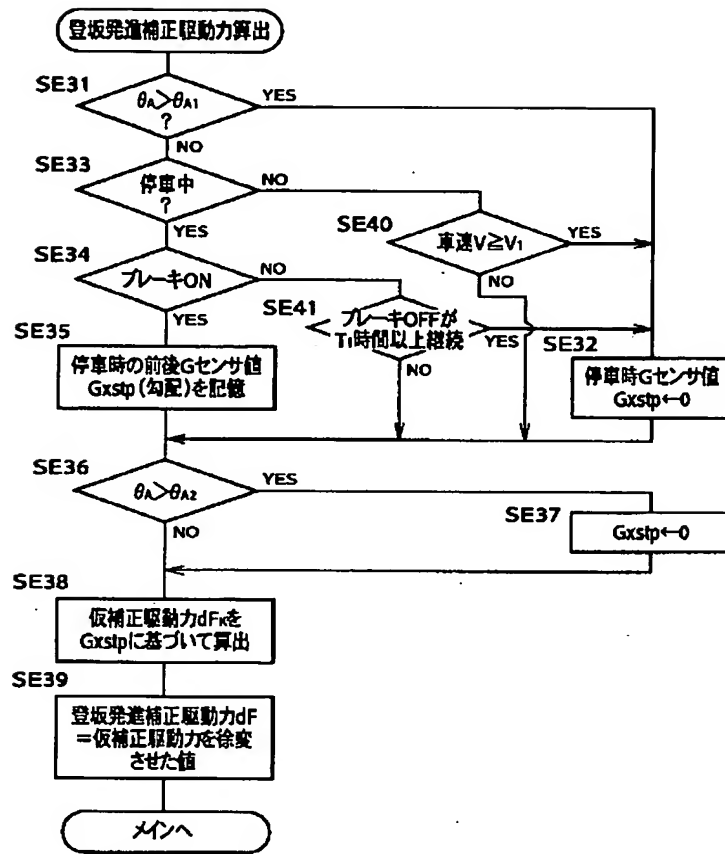 登坂発進補正駆動力算出
SE31
θA>θA1
?
YES
NO
SE33
停車中
?
NO
YES
SE40
車速V≧V1
YES
NO
SE34
ブレーキON
NO
YES
SE41
ブレーキOFFが
T1時間以上継続
YES
NO
SE32
停車時Gセンサ値
Gxstp←0
SE35
停車時の前後Gセンサ値
Gxstp(勾配)を記憶
SE36
θA>θA2
YES
NO
SE37
Gxstp←0
SE38
仮補正駆動力dFKを
Gxstpに基づいて算出
SE39
登坂発進補正駆動力dF
=仮補正駆動力を徐変
させた値
メインへ